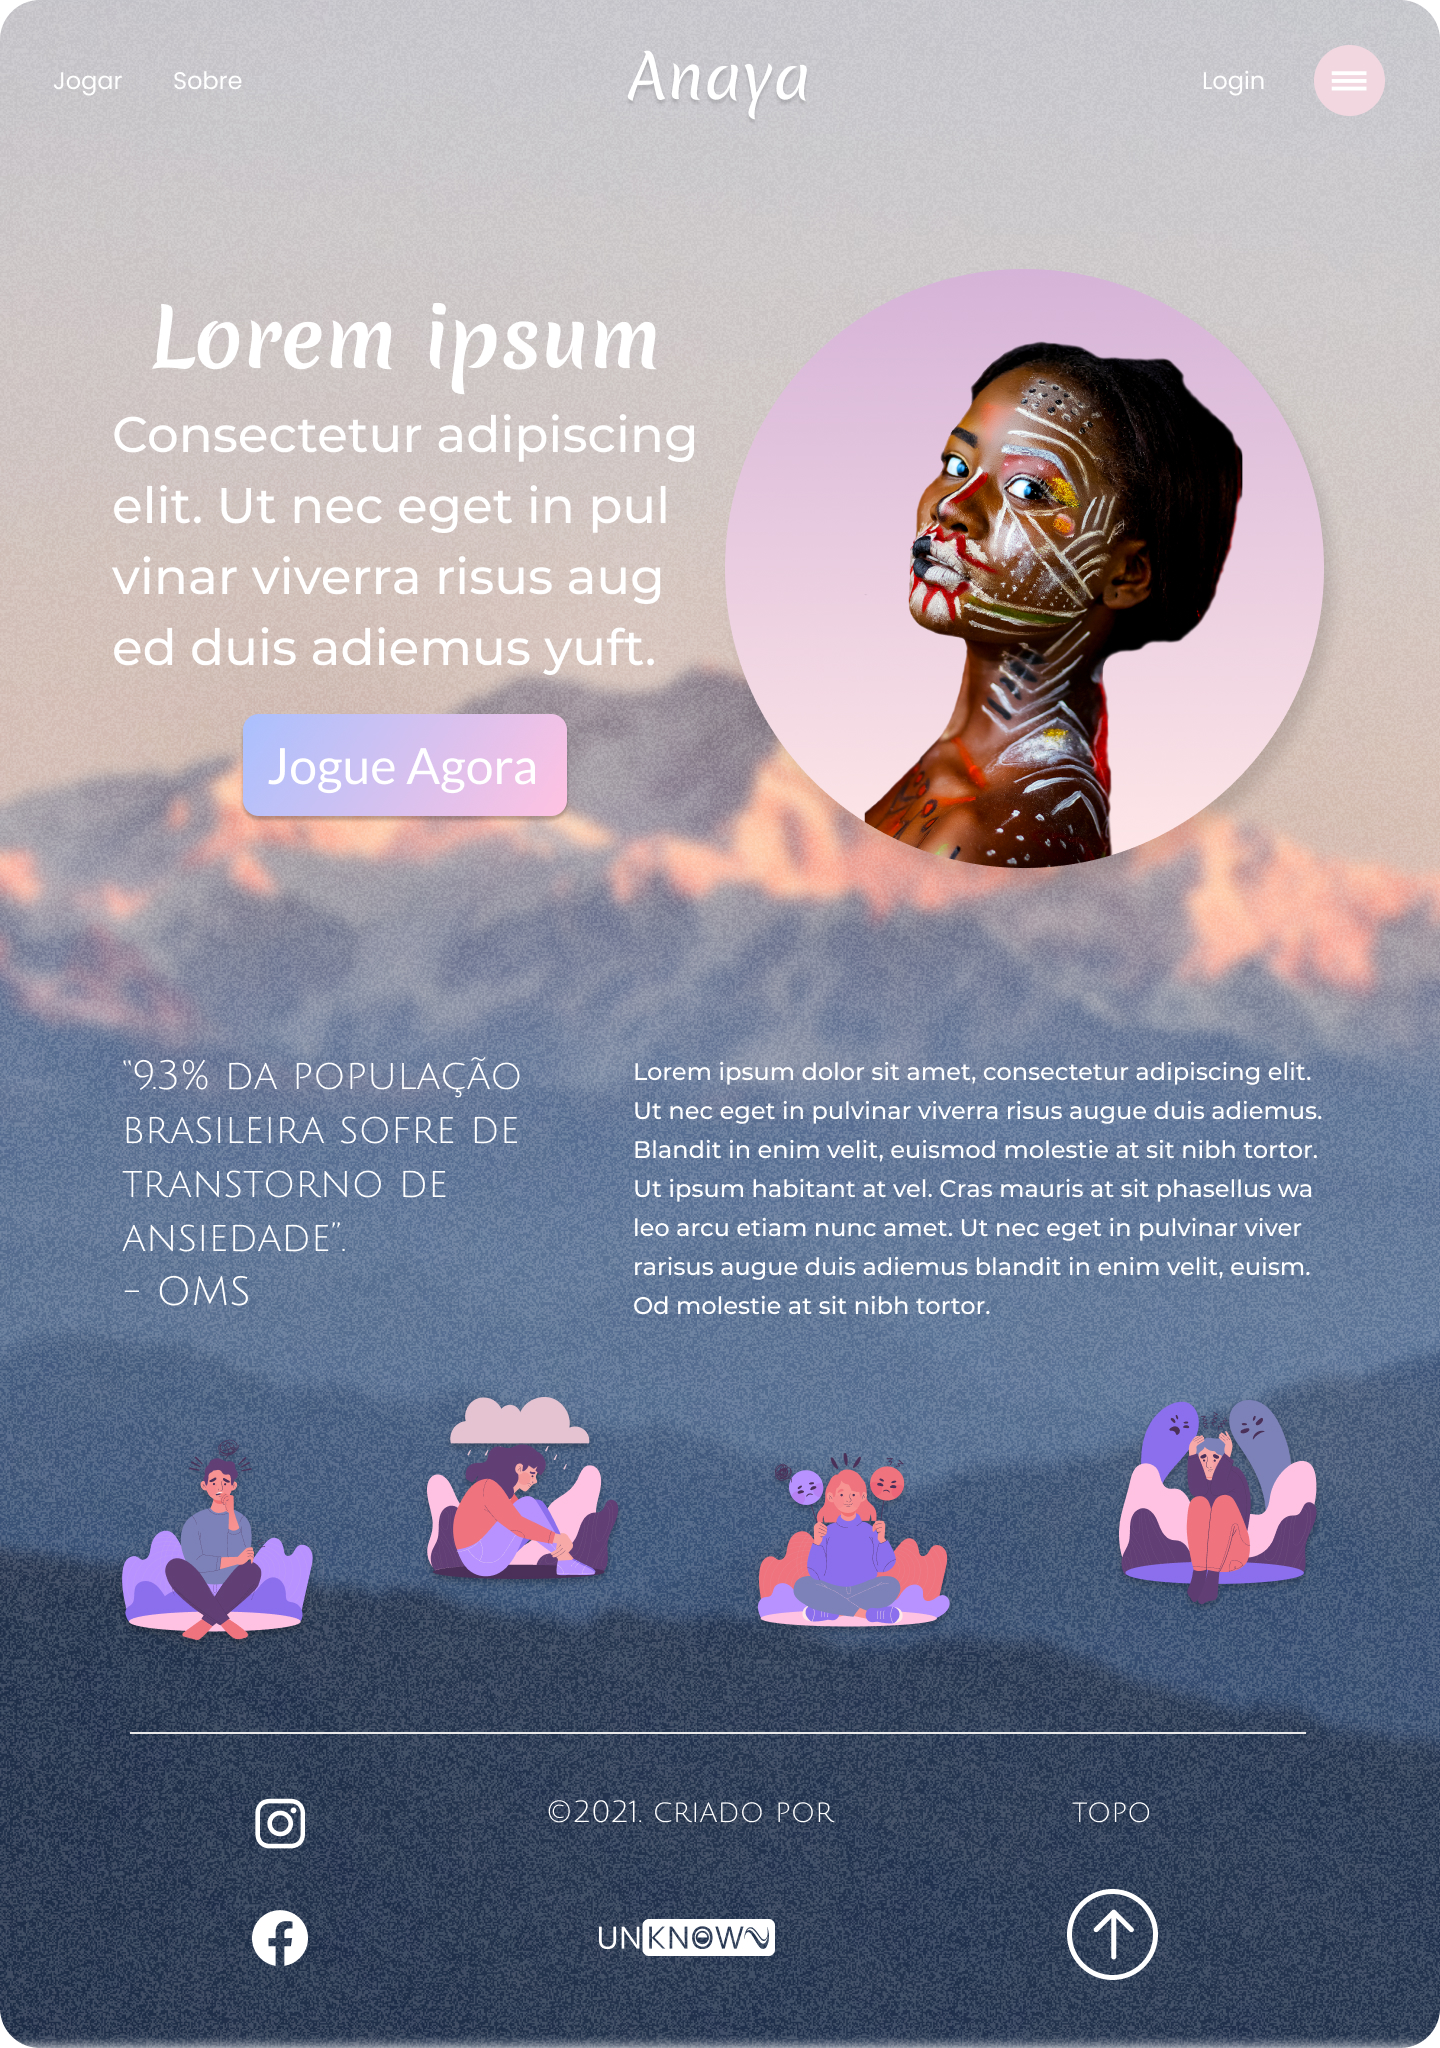 Jogar Sobre Anaya Login
Lorem ipsum
Consectetur adipiscing
elit. Ut nec eget in pul
vinar viverra risus aug
ed duis adiemus yuft.
Jogue Agora
“9.3% da população
brasileira sofre de
transtorno de
ansiedade”.
- OMS
Lorem ipsum dolor sit amet, consectetur adipiscing elit.
Ut nec eget in pulvinar viverra risus augue duis adiemus.
Blandit in enim velit, euismod molestie at sit nibh tortor.
Ut ipsum habitant at vel. Cras mauris at sit phasellus wa
leo arcu etiam nunc amet. Ut nec eget in pulvinar viver
rarisus augue duis adiemus blandit in enim velit, euism.
Od molestie at sit nibh tortor.
©2021. criado por
topo
UNKNOWN